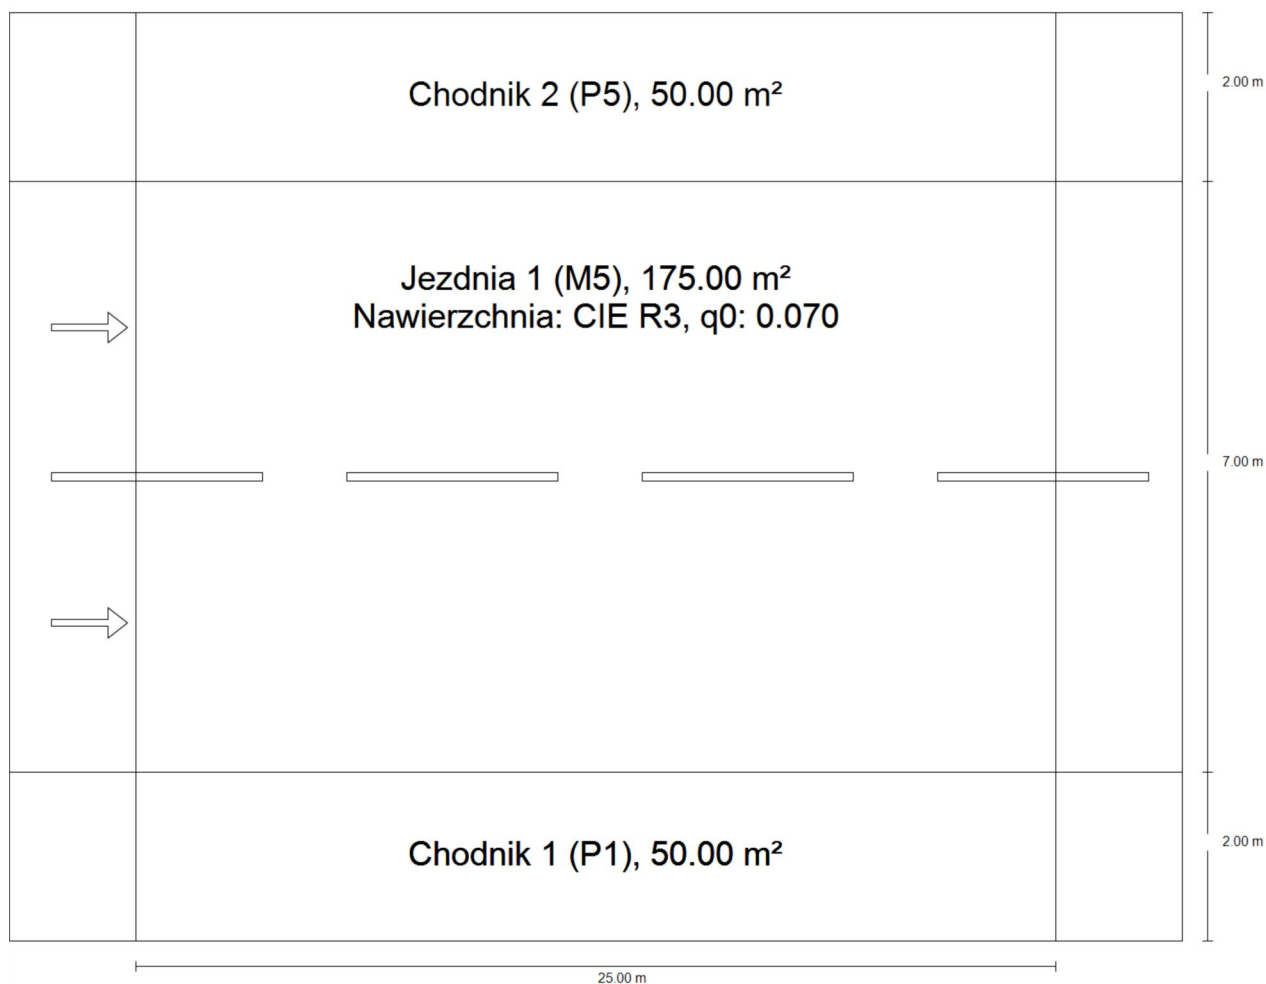 Chodnik 2 (P5), 50.00 m²
2.00 m
Jezdnia 1 (M5), 175.00 m²
Nawierzchnia: CIE R3, q0: 0.070
7.00 m
Chodnik 1 (P1), 50.00 m²
2.00 m
25.00 m